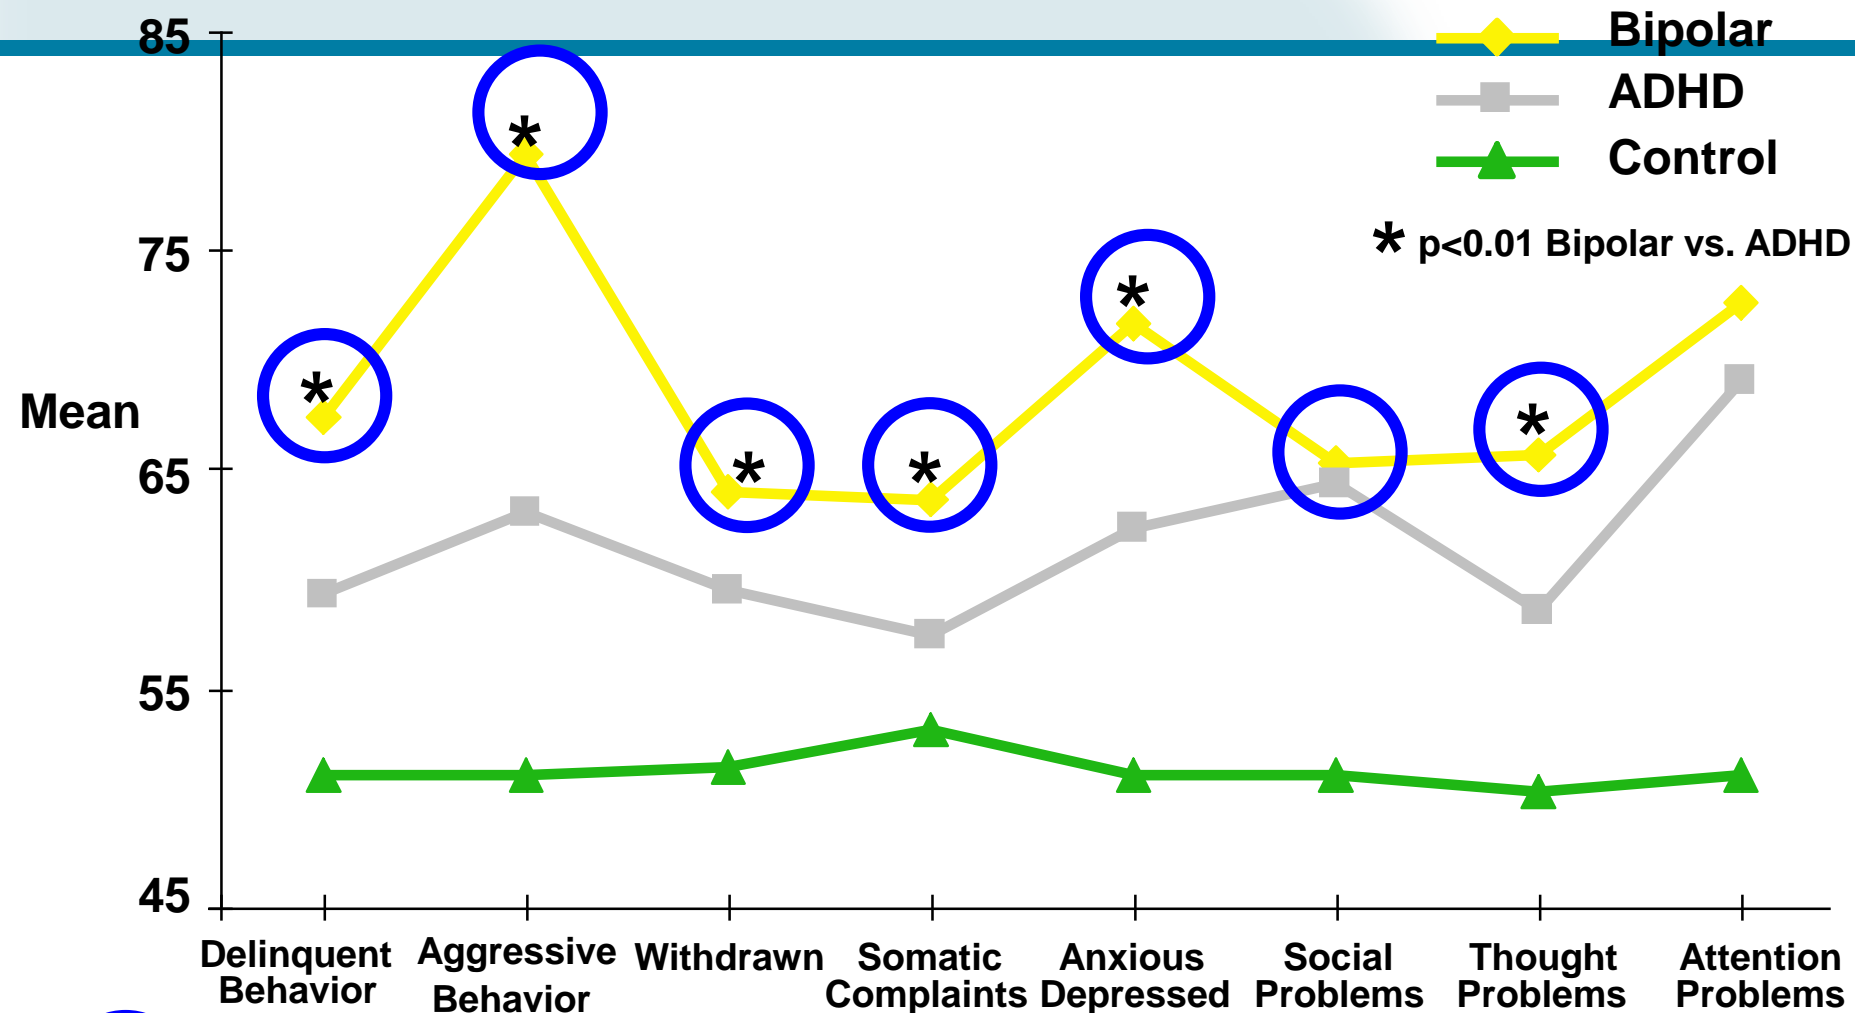 85
75
65
55
45
Mean
Bipolar
ADHD
Control
* p<0.01 Bipolar vs. ADHD
*
*
*
*
*
*
Delinquent
Behavior
Aggressive
Behavior
Withdrawn
Somatic
Complaints
Anxious
Depressed
Social
Problems
Thought
Problems
Attention
Problems